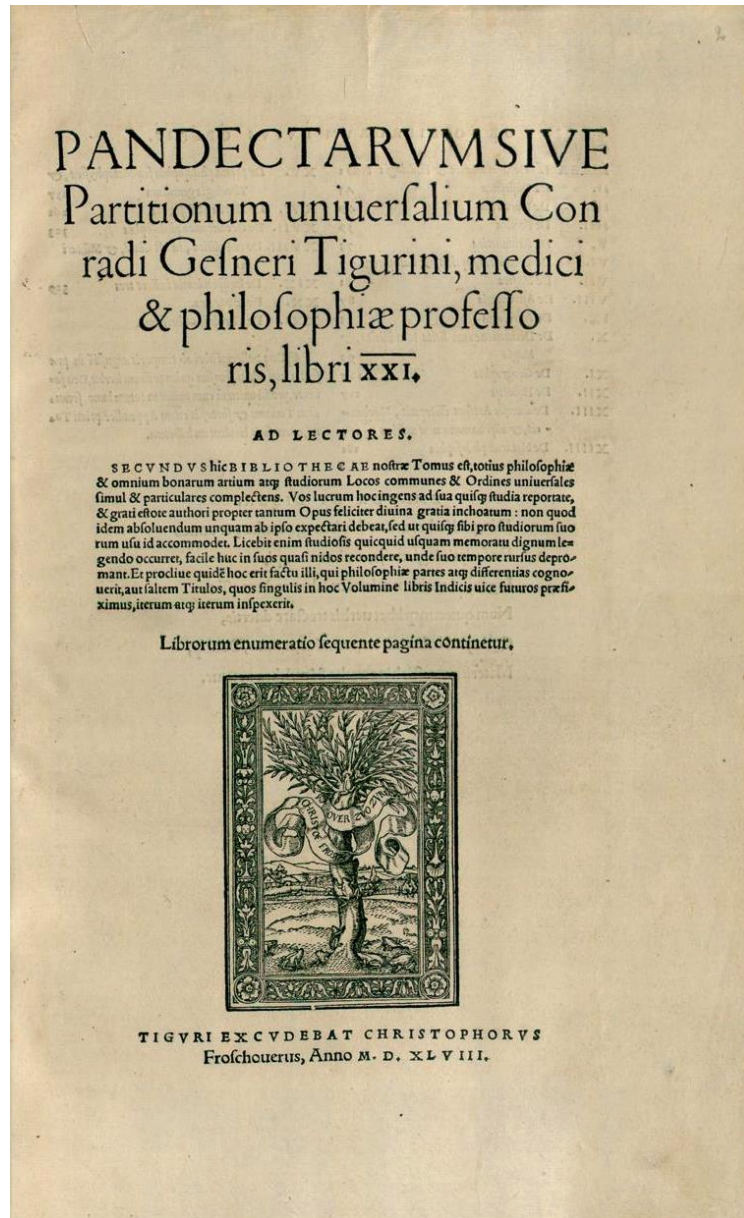 PANDECTARVM SIVE
Partitionum uniuerſalium Con
radi Geſneri Tigurini, medici
& philoſophiæ profeſſo
ris, libri XXI.
AD LECTORES.
SECVNDVS hic BIBLIOTHECAE noſtræ Tomus eſt, totius philoſophiæ
& omnium bonarum artium atq; ſtudiorum Locos communes & Ordines uniuerſales
ſimul & particulares complectens. Vos lucrum hoc ingens ad ſua quiſq; ſtudia reportate,
& grati eſtote authori propter tantum Opus feliciter diuina gratia inchoatum : non quod
idem abſoluendum unquam ab ipſo expectari debeat, ſed ut quiſq; ſibi pro ſtudiorum ſuo
rum uſu id accommodet. Licebit enim ſtudioſis quicquid uſquam memoratu dignum le-
gendo occurret, facile huc in ſuos quaſi nidos recondere, unde ſuo tempore rurſus depro-
mant. Et procliue quidẽ hoc erit factu illi, qui philoſophiæ partes atq; differentias cogno-
uerit, aut ſaltem Titulos, quos ſingulis in hoc Volumine libris Indicis uice futuros præfi-
ximus, iterum atq; iterum inſpexerit.
Librorum enumeratio ſequente pagina continetur.
CHRISTOF
TIGVRI EXCVDEBAT CHRISTOPHORVS
Froſchouerus, Anno M. D. XLVIII.